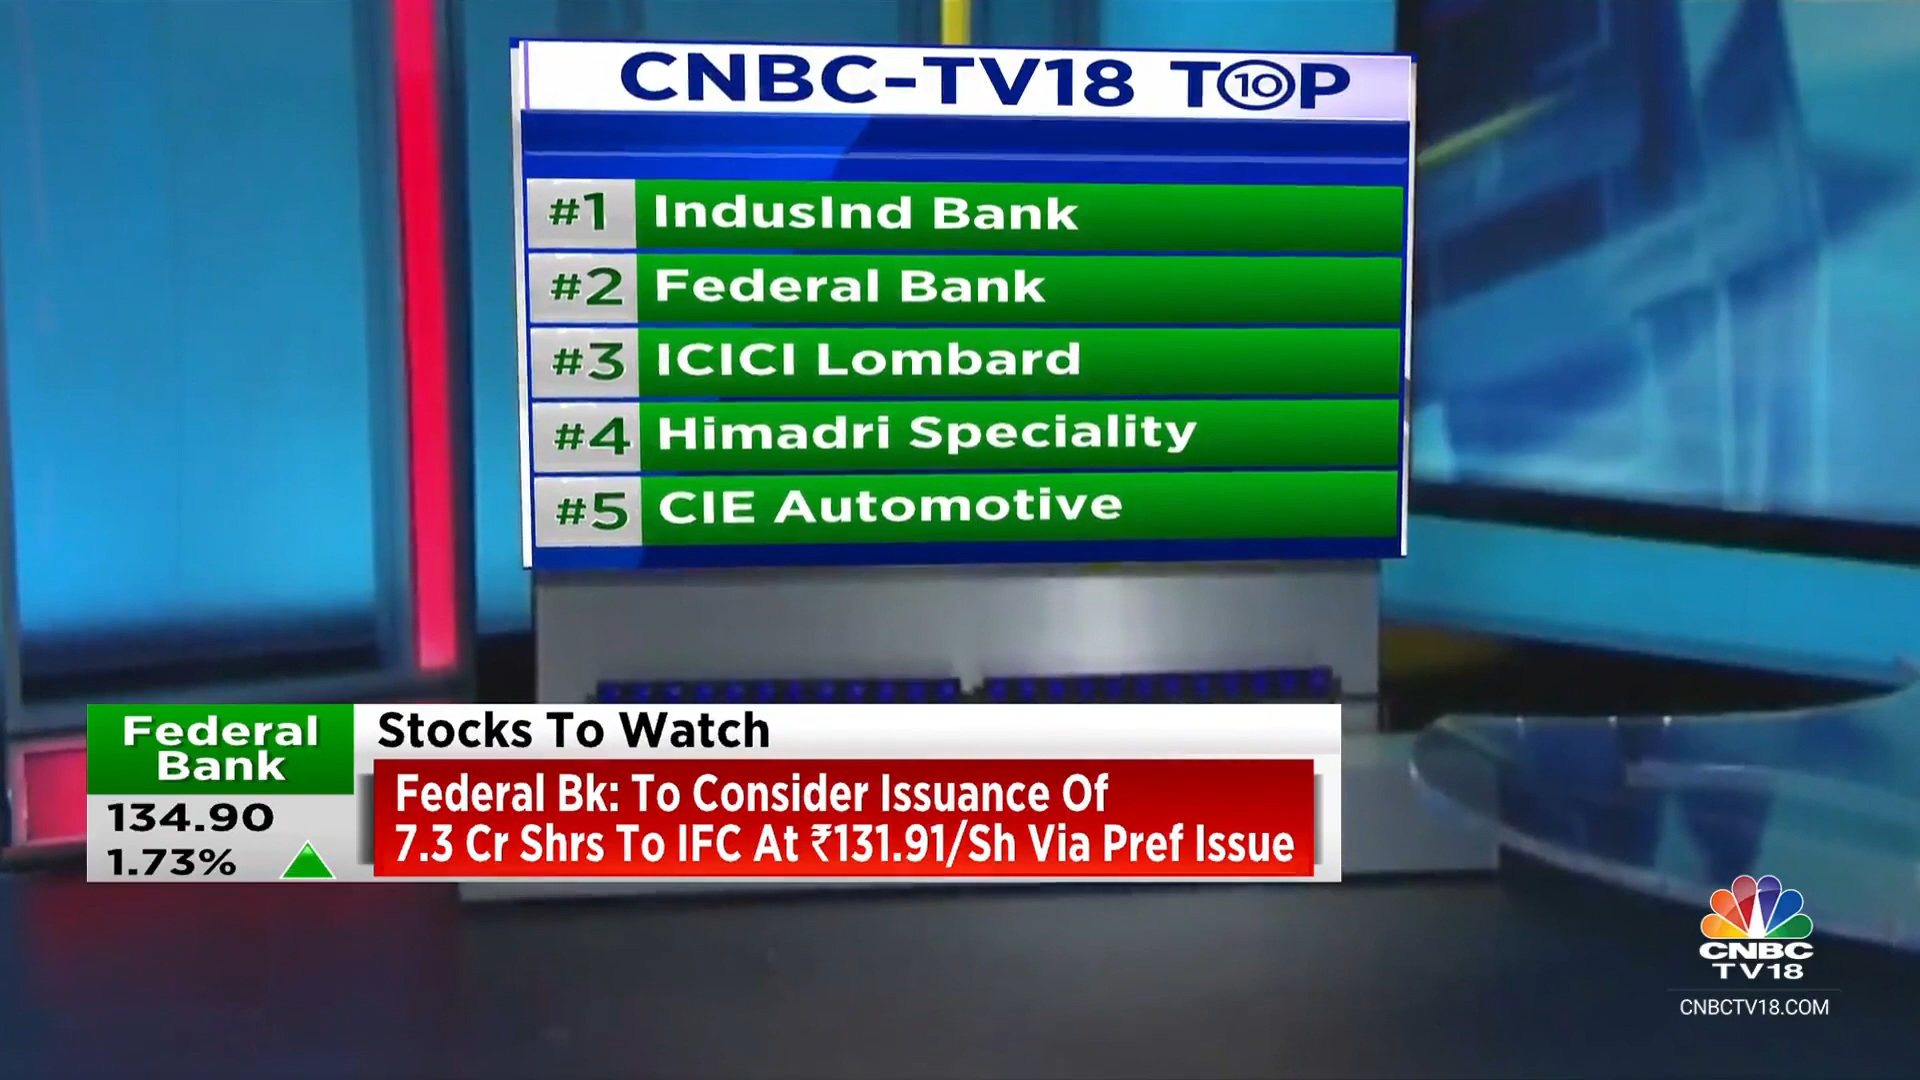 CNBC-TV18 TOP
10
#1 IndusInd Bank
#2 Federal Bank
#3 ICICI Lombard
#4 Himadri Speciality
#5 CIE Automotive
Federal
Bank
134.90
1.73%
Stocks To Watch
Federal Bk: To Consider Issuance Of
7.3 Cr Shrs To IFC At ₹131.91/Sh Via Pref Issue
CNBC
TV18
CNBCTV18.COM